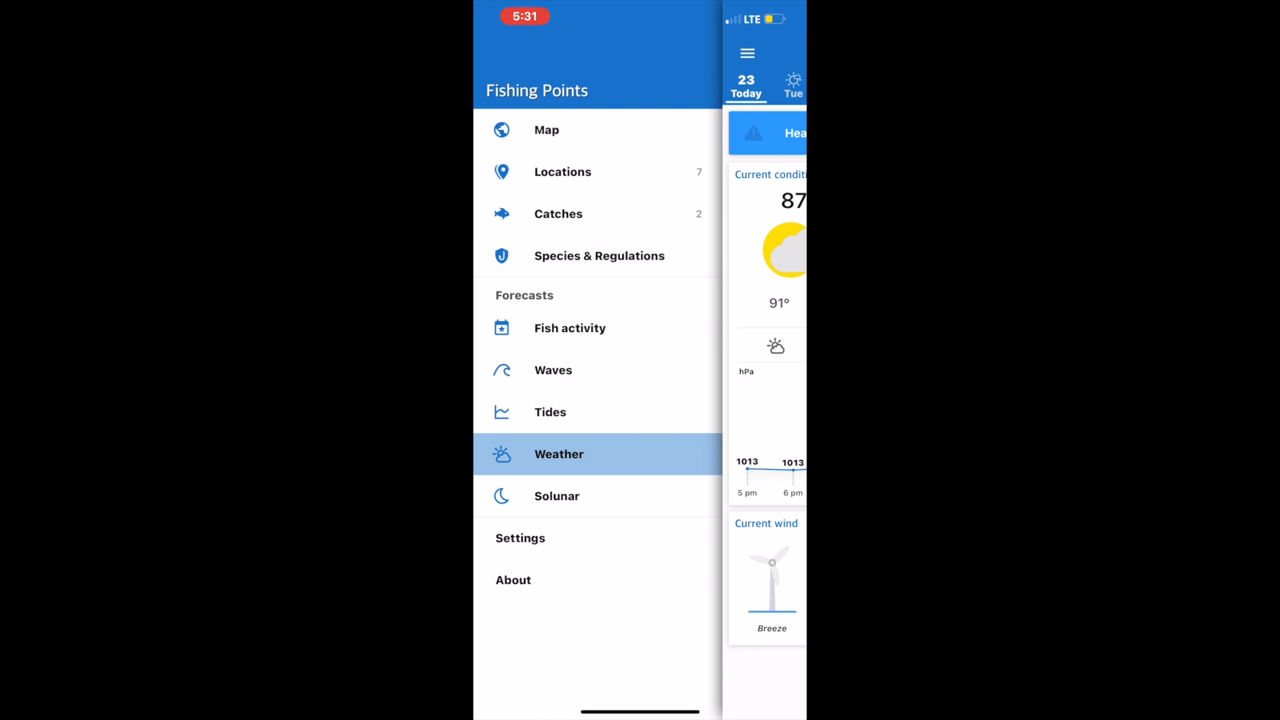 5:31
LTE
Fishing Points
23
Today
Tue
Map
Locations 7
Catches 2
Species & Regulations
Forecasts
Fish activity
Waves
Tides
Weather
Solunar
Settings
About
Hea
Current conditi
87
91°
hPa
1013 1013
5 pm 6 pm
Current wind
Breeze